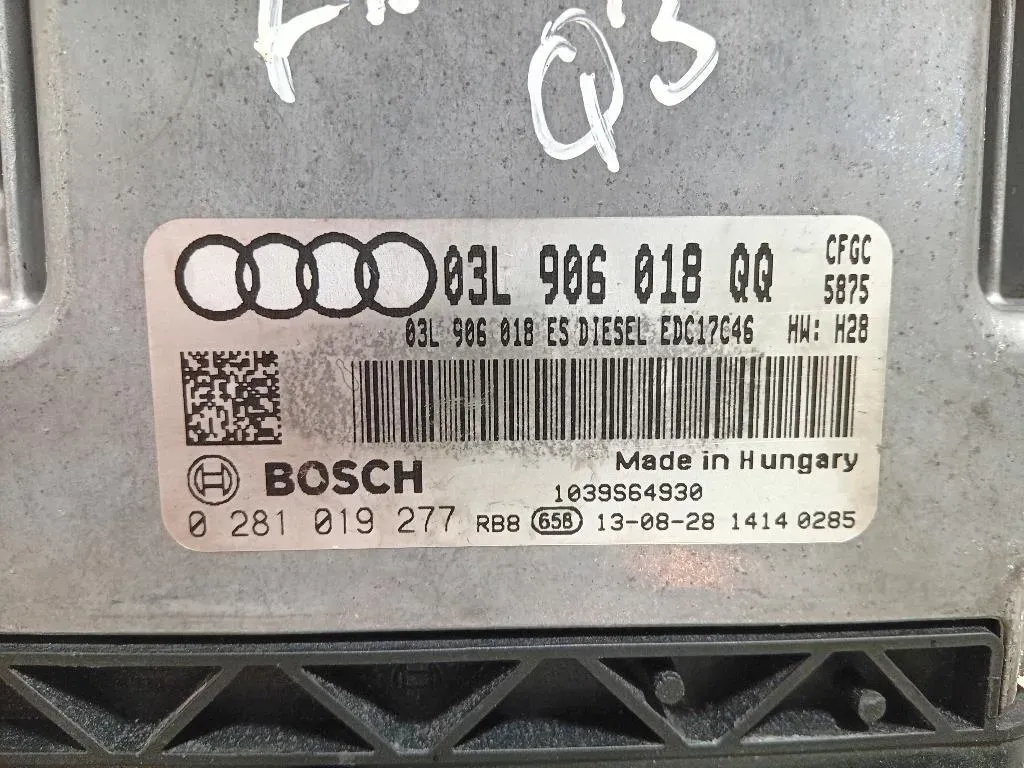 Q3
03L 906 018 QQ CFGC
5875
03L 906 018 ES DIESEL EDC17C46 HW: H28
BOSCH
Made in Hungary
1039S64930
0 281 019 277 RB8 65B 13-08-28 1414 0285